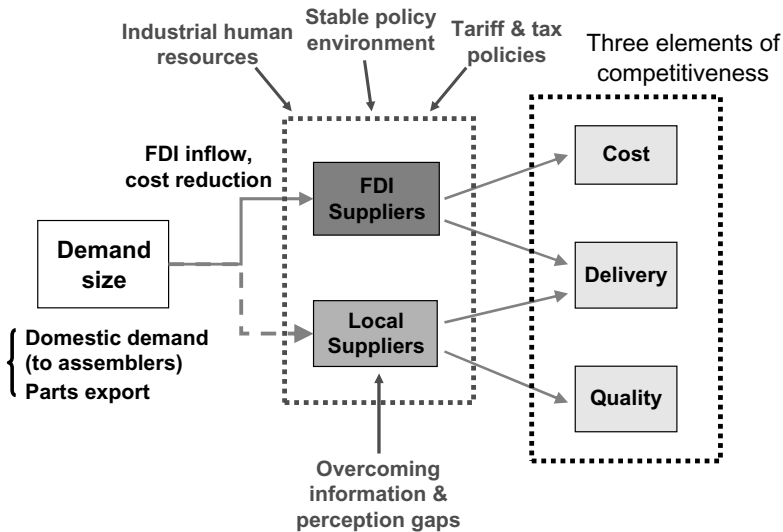 Industrial human
resources
Stable policy
environment
Tariff & tax
policies
Three elements of
competitiveness
FDI inflow,
cost reduction
FDI
Suppliers
Cost
Demand
size
Delivery
Local
Suppliers
Domestic demand
(to assemblers)
Parts export
Quality
Overcoming
information &
perception gaps